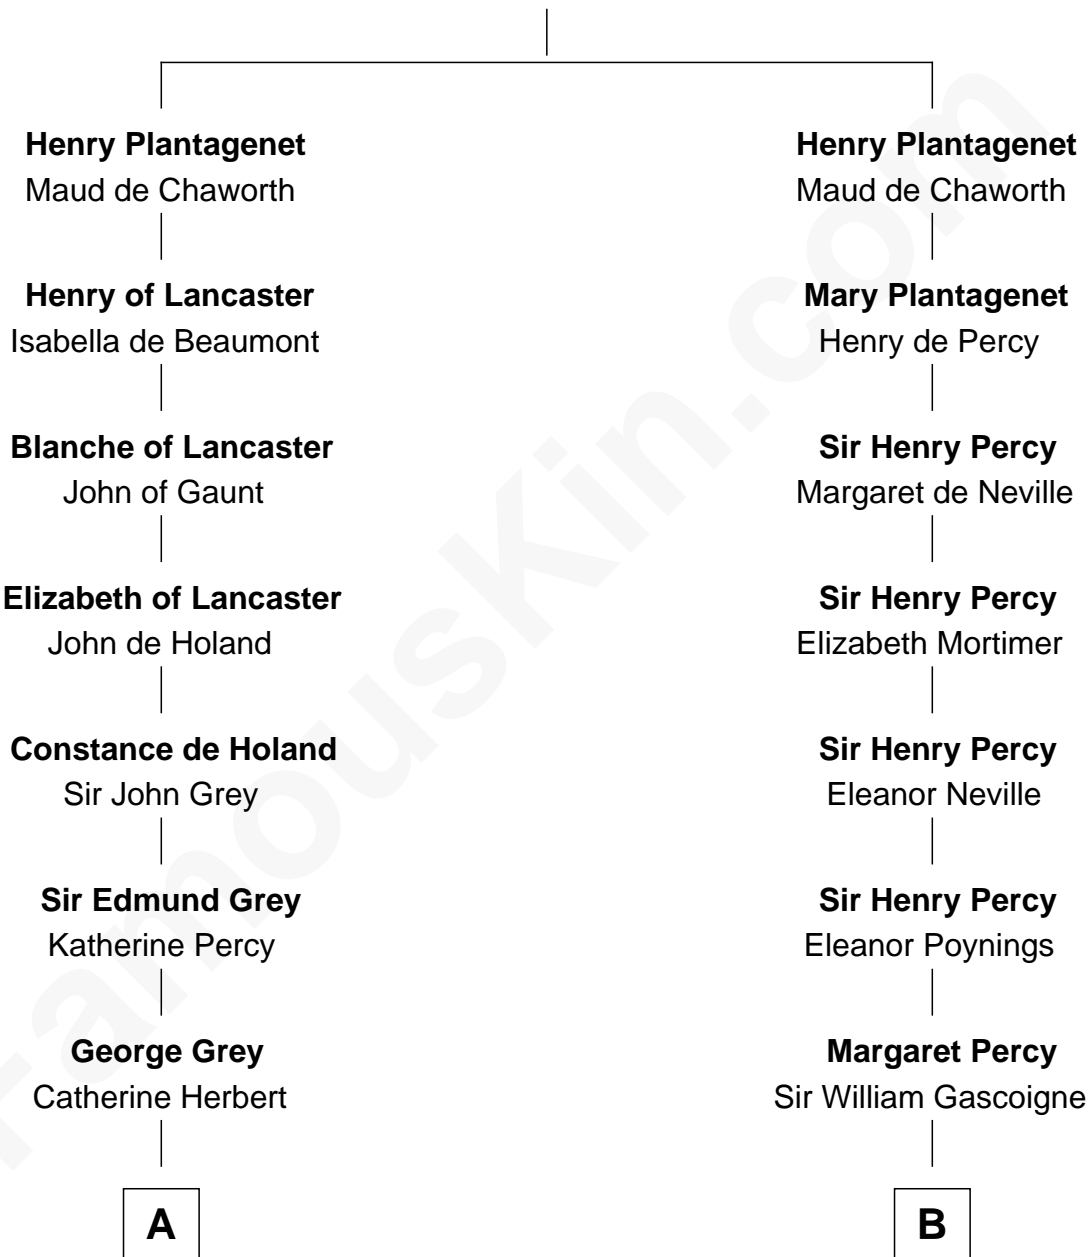 Henry Plantagenet
Maud de Chaworth
Henry of Lancaster
Isabella de Beaumont
Blanche of Lancaster
John of Gaunt
Elizabeth of Lancaster
John de Holand
Constance de Holand
Sir John Grey
Sir Edmund Grey
Katherine Percy
George Grey
Catherine Herbert
A
Henry Plantagenet
Maud de Chaworth
Mary Plantagenet
Henry de Percy
Sir Henry Percy
Margaret de Neville
Sir Henry Percy
Elizabeth Mortimer
Sir Henry Percy
Eleanor Neville
Sir Henry Percy
Eleanor Poynings
Margaret Percy
Sir William Gascoigne
B
FamousKin.com